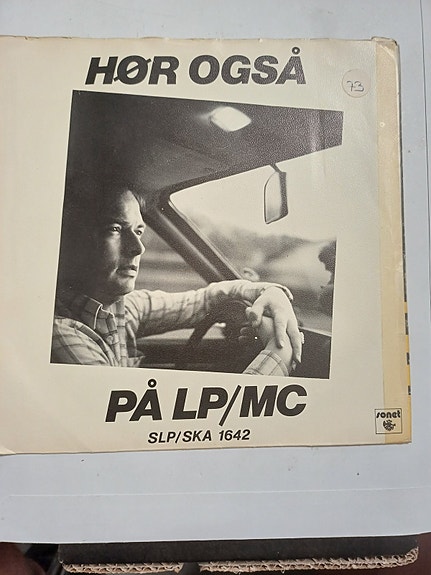 HØR OGSÅ
73
PÅ LP/MC
SLP/SKA 1642
sonet